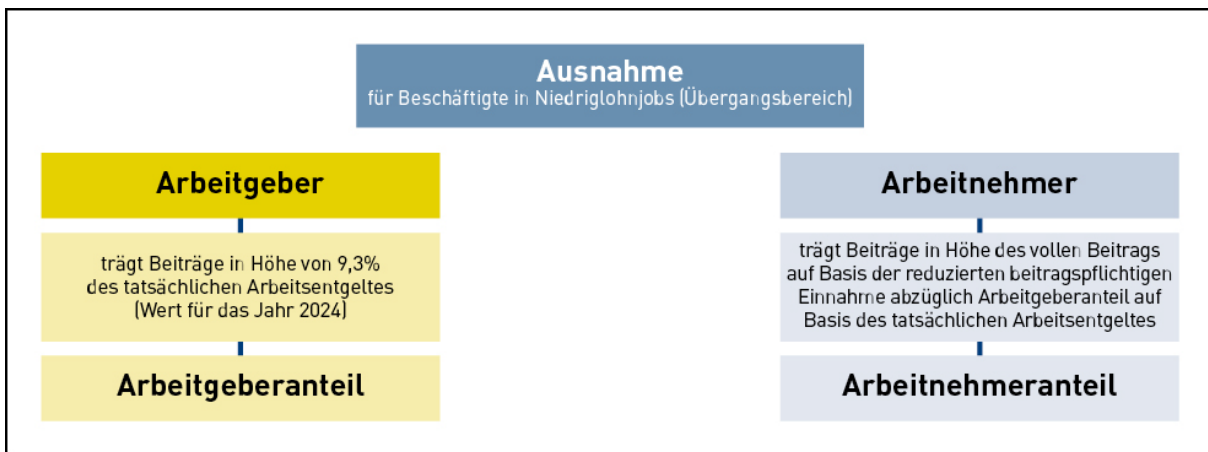 Ausnahme
für Beschäftigte in Niedriglohnjobs (Übergangsbereich)
Arbeitgeber
trägt Beiträge in Höhe von 9,3%
des tatsächlichen Arbeitsentgeltes
(Wert für das Jahr 2024)
Arbeitgeberanteil
Arbeitnehmer
trägt Beiträge in Höhe des vollen Beitrags
auf Basis der reduzierten beitragspflichtigen
Einnahme abzüglich Arbeitgeberanteil auf
Basis des tatsächlichen Arbeitsentgeltes
Arbeitnehmeranteil